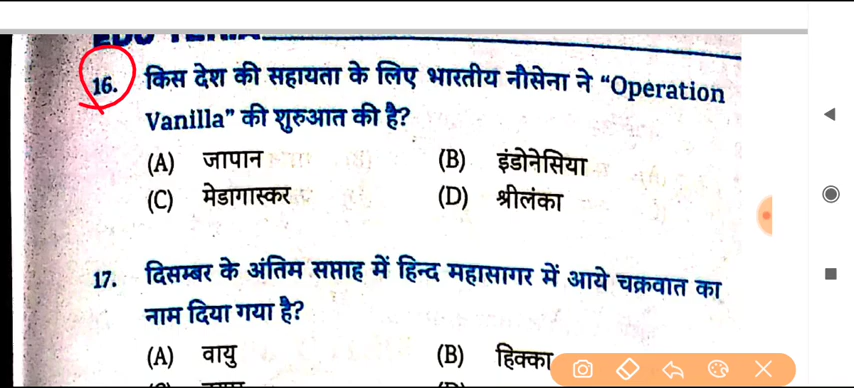 16. किस देश की सहायता के लिए भारतीय नौसेना ने “Operation
Vanilla” की शुरुआत की है?
(A) जापान (B) इंडोनेसिया
(C) मेडागास्कर (D) श्रीलंका
17. दिसम्बर के अंतिम सप्ताह में हिन्द महासागर में आये चक्रवात का
नाम दिया गया है?
(A) वायु (B) हिक्का